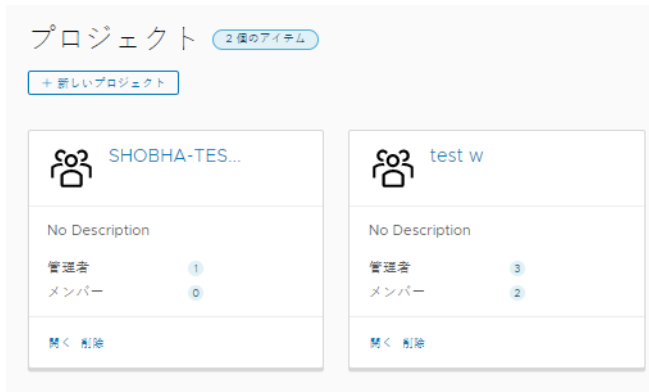 プロジェクト 2 個のアイテム
+ 新しいプロジェクト
SHOBHA-TES...
No Description
管理者 1
メンバー 0
開く 削除
test w
No Description
管理者 3
メンバー 2
開く 削除